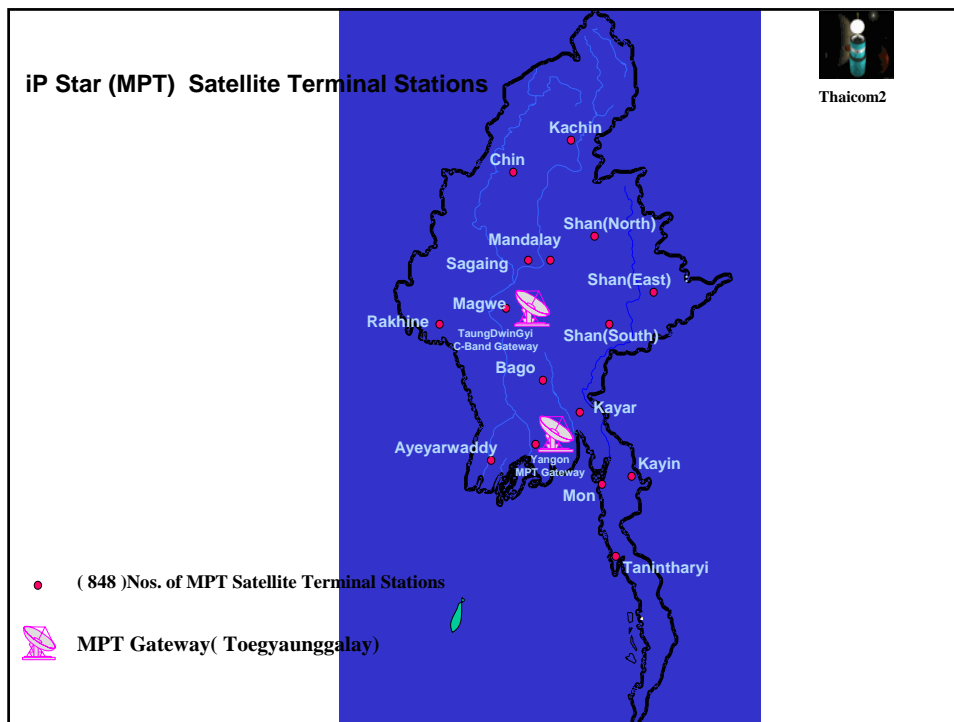 iP Star (MPT) Satellite Terminal Stations
Thaicom2
Kachin
Chin
Shan(North)
Mandalay
Sagaing
Shan(East)
Magwe
Rakhine
TaungDwinGyi
C-Band Gateway
Shan(South)
Bago
Kayar
Ayeyarwaddy
Yangon
MPT Gateway
Kayin
Mon
Tanintharyi
( 848 )Nos. of MPT Satellite Terminal Stations
MPT Gateway( Toegyaunggalay)